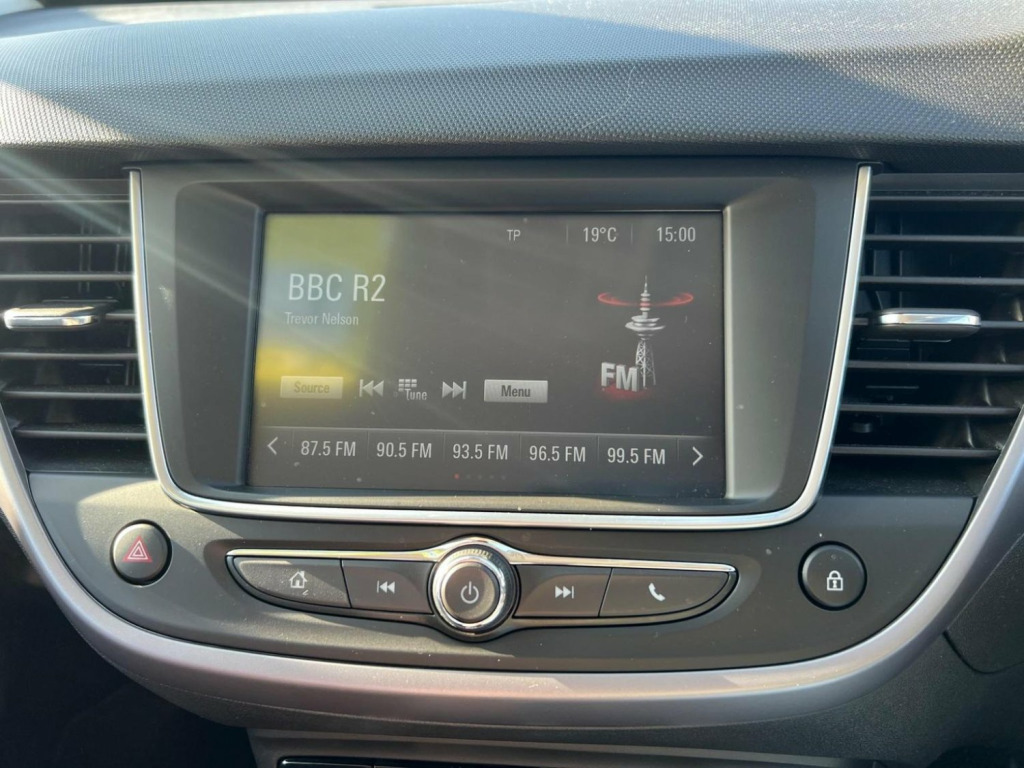 TP 19°C 15:00
BBC R2
Trevor Nelson
FM
Source Tune Menu
87.5 FM 90.5 FM 93.5 FM 96.5 FM 99.5 FM